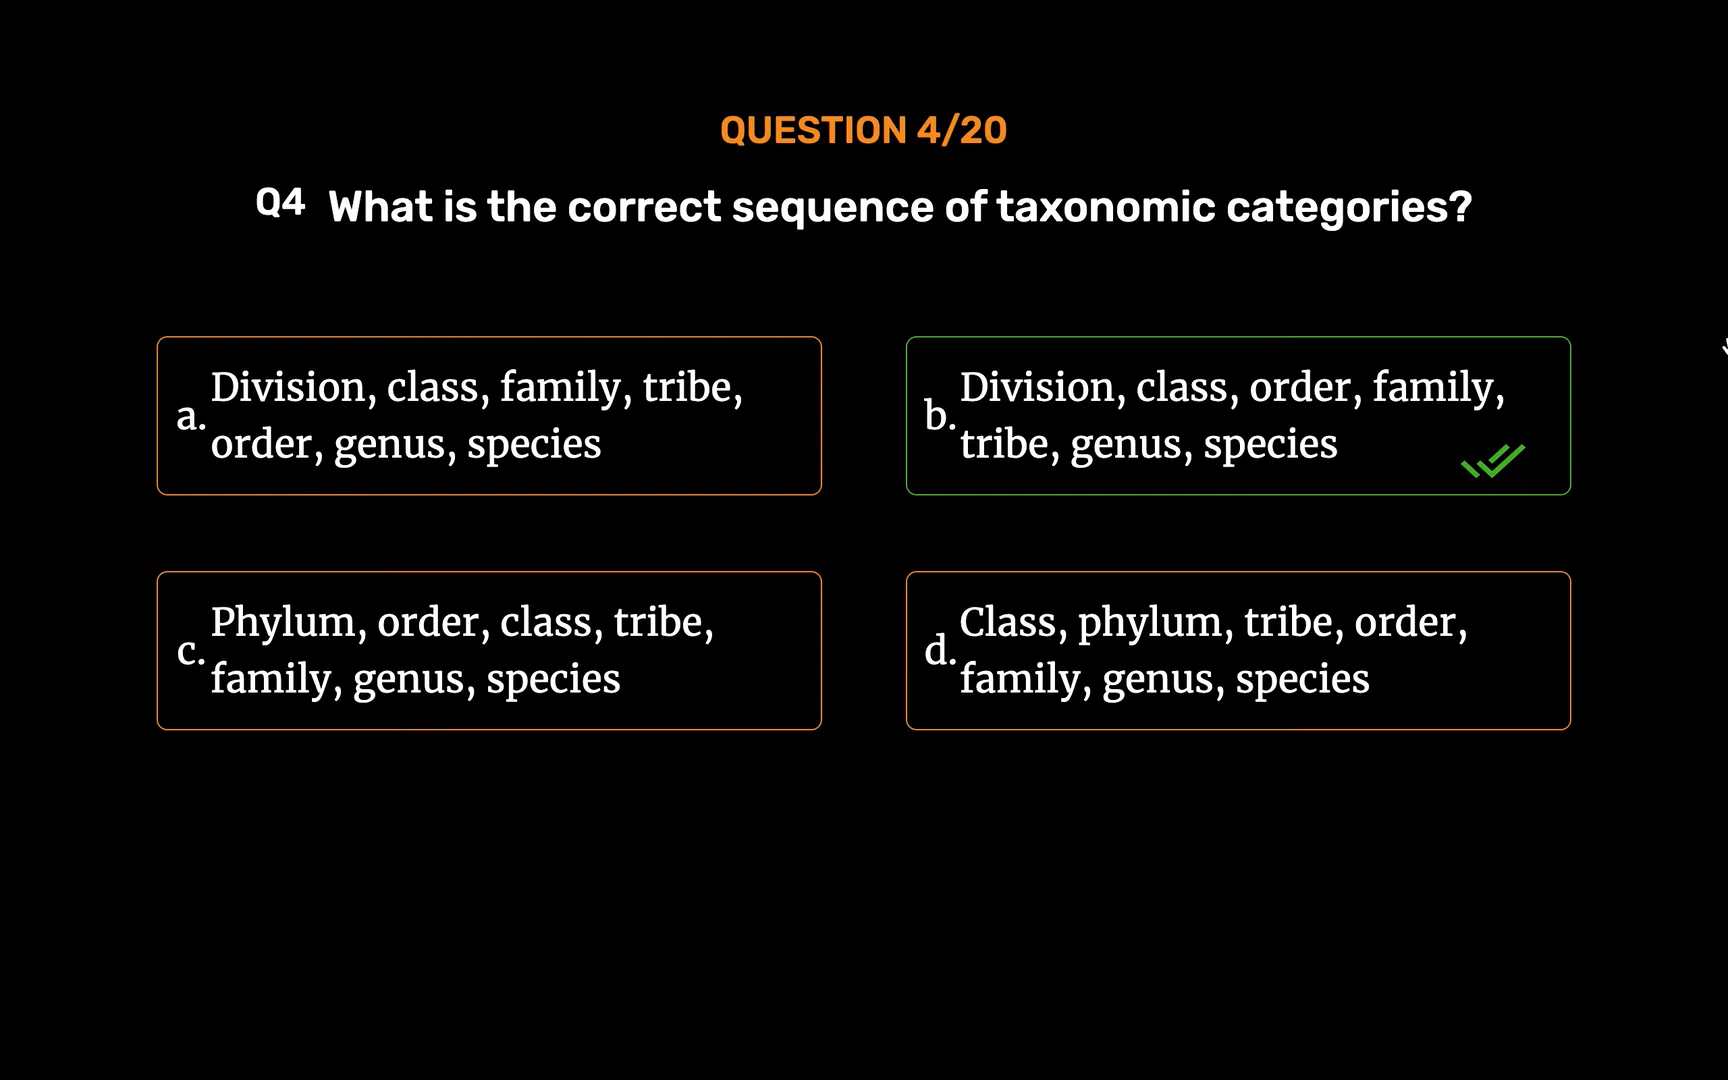 QUESTION 4/20
Q4 What is the correct sequence of taxonomic categories?
a. Division, class, family, tribe,
order, genus, species
b. Division, class, order, family,
tribe, genus, species
c. Phylum, order, class, tribe,
family, genus, species
d. Class, phylum, tribe, order,
family, genus, species